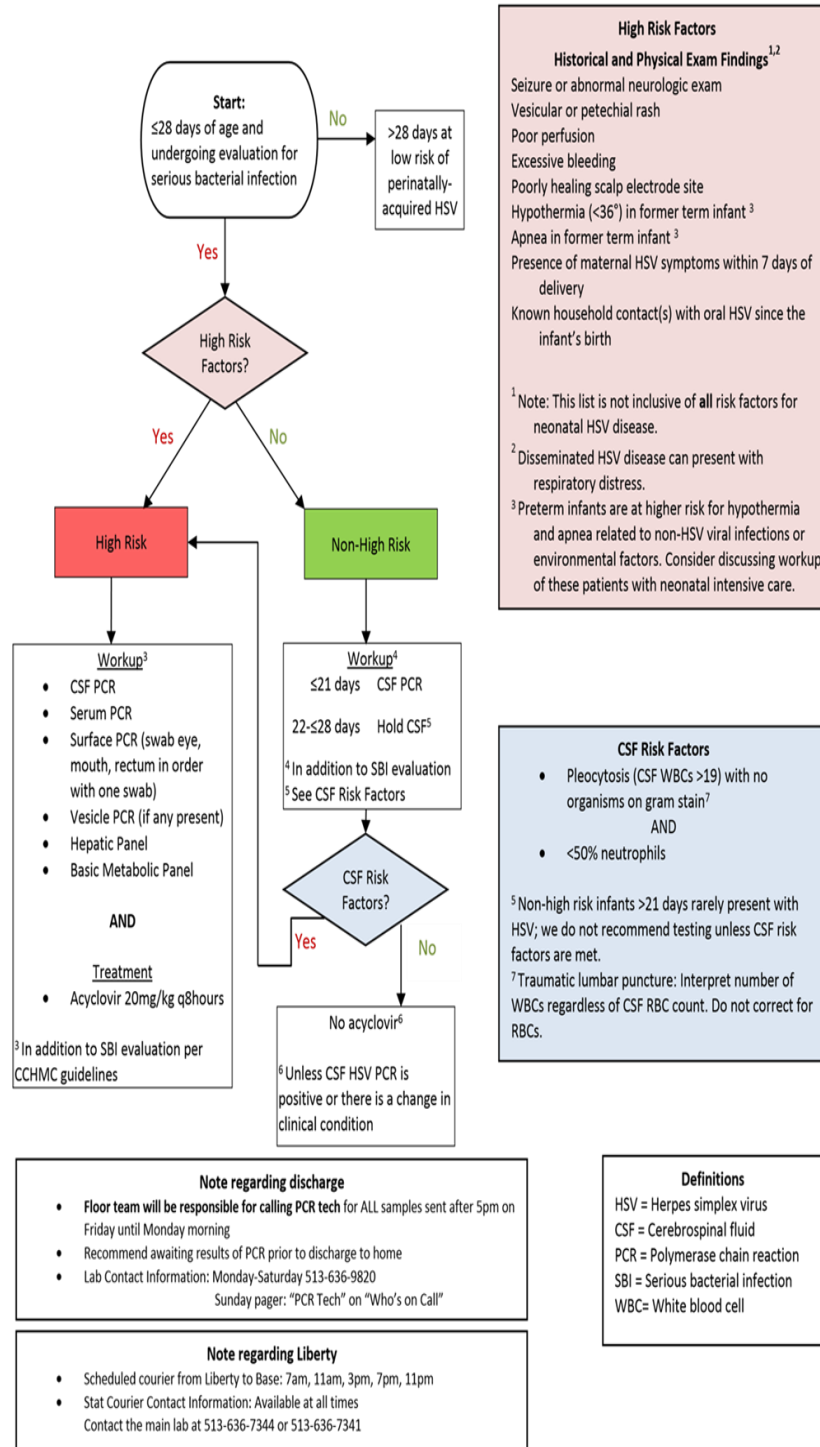 Start:
≤28 days of age and
undergoing evaluation for
serious bacterial infection
No
>28 days at
low risk of
perinatally-
acquired HSV
Yes
High Risk
Factors?
Yes
No
High Risk
Non-High Risk
Workup³
• CSF PCR
• Serum PCR
• Surface PCR (swab eye,
mouth, rectum in order
with one swab)
• Vesicle PCR (if any present)
• Hepatic Panel
• Basic Metabolic Panel
AND
Treatment
• Acyclovir 20mg/kg q8hours
³ In addition to SBI evaluation per
CCHMC guidelines
Workup⁴
≤21 days CSF PCR
22-≤28 days Hold CSF⁵
⁴ In addition to SBI evaluation
⁵ See CSF Risk Factors
CSF Risk
Factors?
Yes
No
No acyclovir⁶
⁶ Unless CSF HSV PCR is
positive or there is a change in
clinical condition
High Risk Factors
Historical and Physical Exam Findings¹,²
Seizure or abnormal neurologic exam
Vesicular or petechial rash
Poor perfusion
Excessive bleeding
Poorly healing scalp electrode site
Hypothermia (<36°) in former term infant ³
Apnea in former term infant ³
Presence of maternal HSV symptoms within 7 days of
delivery
Known household contact(s) with oral HSV since the
infant's birth
¹ Note: This list is not inclusive of all risk factors for
neonatal HSV disease.
² Disseminated HSV disease can present with
respiratory distress.
³ Preterm infants are at higher risk for hypothermia
and apnea related to non-HSV viral infections or
environmental factors. Consider discussing workup
of these patients with neonatal intensive care.
CSF Risk Factors
• Pleocytosis (CSF WBCs >19) with no
organisms on gram stain⁷
AND
• <50% neutrophils
⁵ Non-high risk infants >21 days rarely present with
HSV; we do not recommend testing unless CSF risk
factors are met.
⁷ Traumatic lumbar puncture: Interpret number of
WBCs regardless of CSF RBC count. Do not correct for
RBCs.
Note regarding discharge
• Floor team will be responsible for calling PCR tech for ALL samples sent after 5pm on
Friday until Monday morning
• Recommend awaiting results of PCR prior to discharge to home
• Lab Contact Information: Monday-Saturday 513-636-9820
Sunday pager: "PCR Tech" on "Who's on Call"
Definitions
HSV = Herpes simplex virus
CSF = Cerebrospinal fluid
PCR = Polymerase chain reaction
SBI = Serious bacterial infection
WBC= White blood cell
Note regarding Liberty
• Scheduled courier from Liberty to Base: 7am, 11am, 3pm, 7pm, 11pm
• Stat Courier Contact Information: Available at all times
Contact the main lab at 513-636-7344 or 513-636-7341